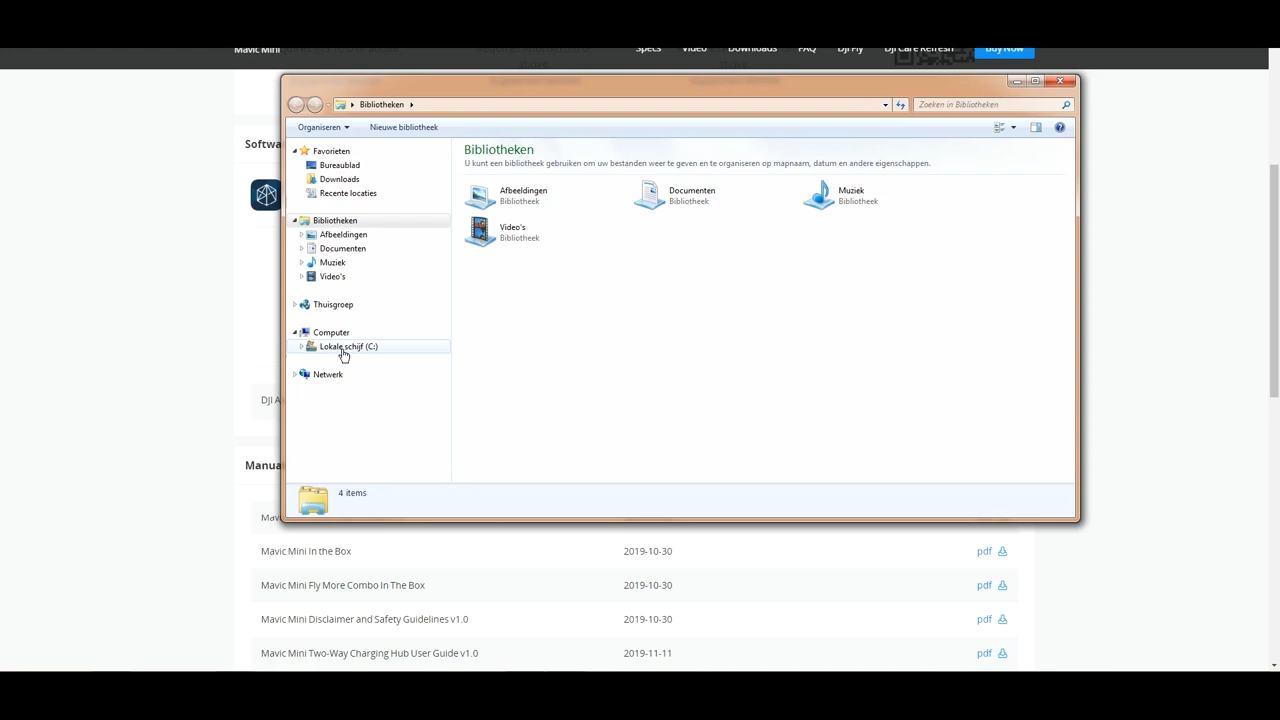 Mavic Mini
Specs Video Downloads FAQ DJI Fly DJI Care Refresh Buy Now
Bibliotheken
Zoeken in Bibliotheken
Organiseren Nieuwe bibliotheek
Favorieten
Bureaublad
Downloads
Recente locaties
Bibliotheken
Afbeeldingen
Documenten
Muziek
Video's
Thuisgroep
Computer
Lokale schijf (C:)
Netwerk
Bibliotheken
U kunt een bibliotheek gebruiken om uw bestanden weer te geven en te organiseren op mapnaam, datum en andere eigenschappen.
Afbeeldingen
Bibliotheek
Documenten
Bibliotheek
Muziek
Bibliotheek
Video's
Bibliotheek
4 items
Softwa
DJI A
Manua
Mav
Mavic Mini In the Box 2019-10-30 pdf
Mavic Mini Fly More Combo In The Box 2019-10-30 pdf
Mavic Mini Disclaimer and Safety Guidelines v1.0 2019-10-30 pdf
Mavic Mini Two-Way Charging Hub User Guide v1.0 2019-11-11 pdf